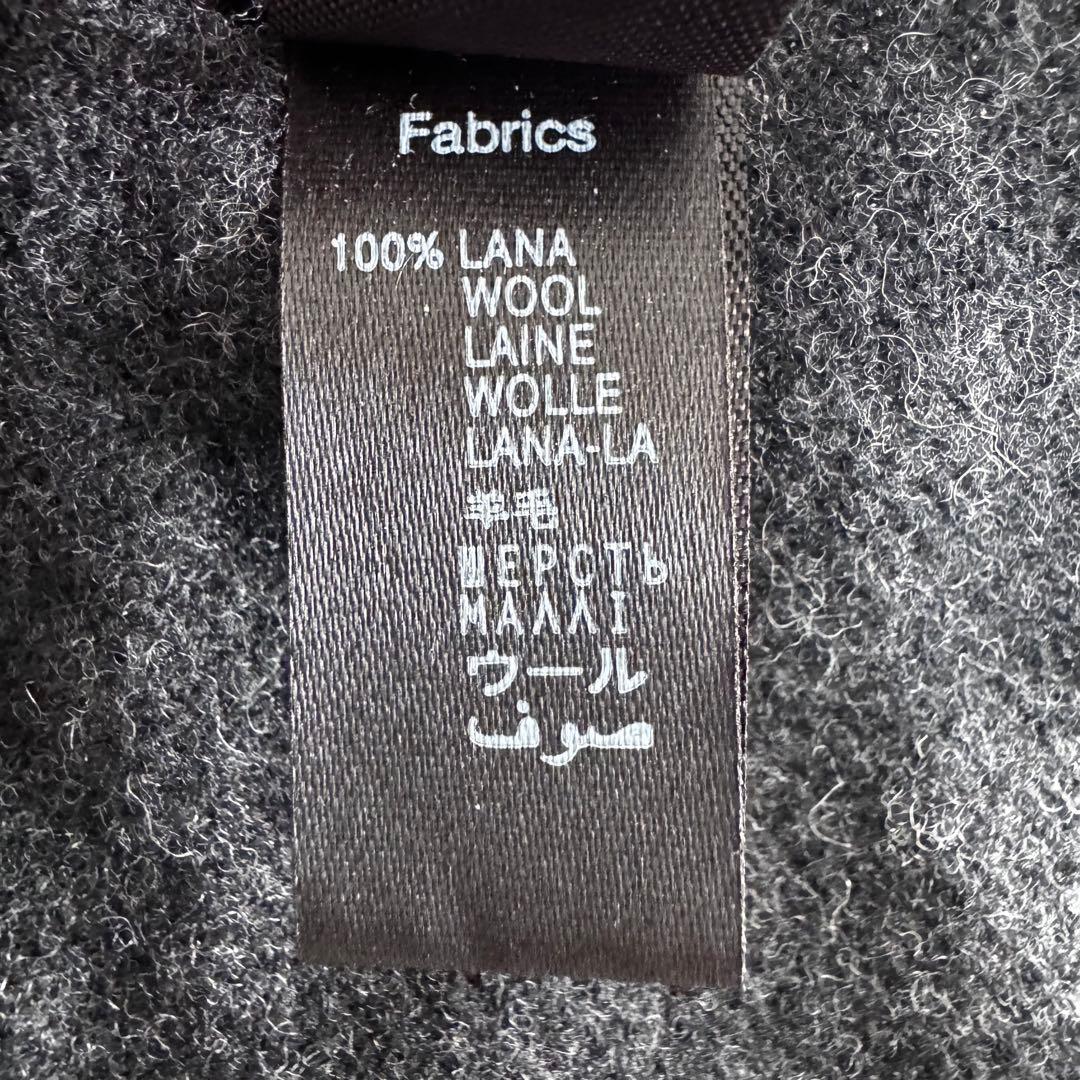 Fabrics
100% LANA
WOOL
LAINE
WOLLE
LANA-LA
羊毛
ШЕРСТЬ
ΜΑΛΛΙ
ウール
صوف